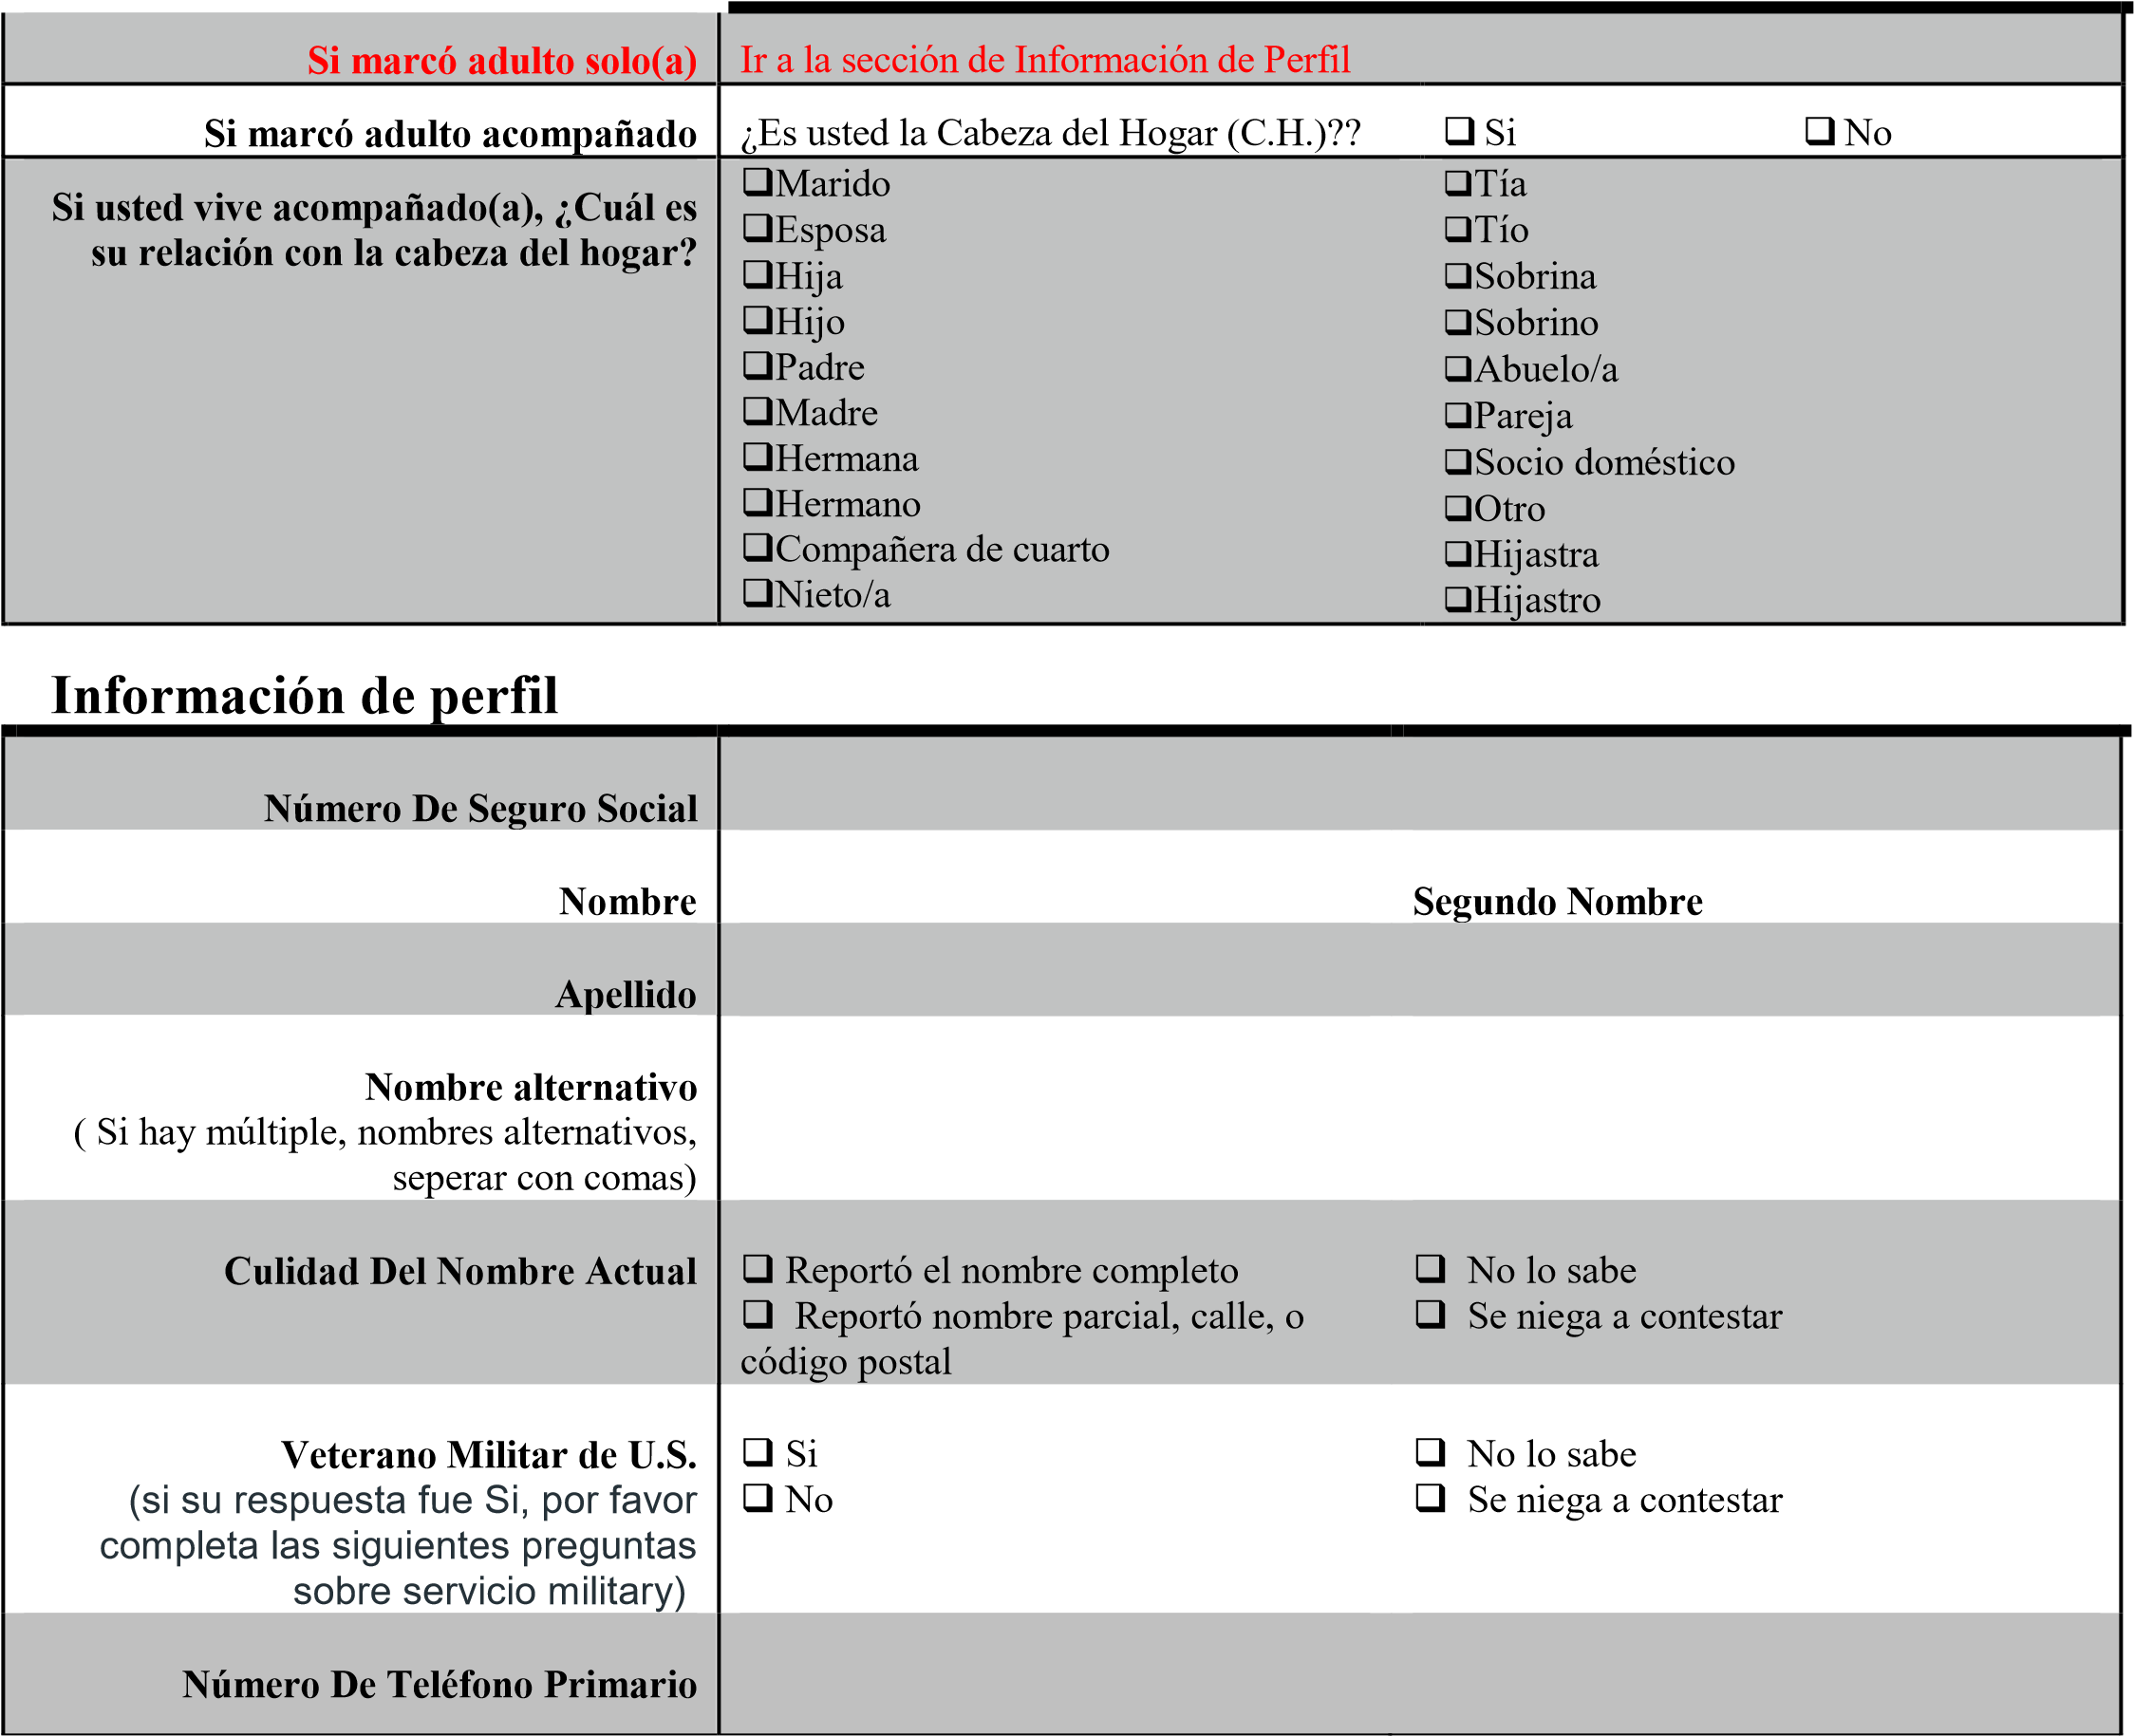 Si marcó adulto solo(a) Ir a la sección de Información de Perfil
Si marcó adulto acompañado ¿Es usted la Cabeza del Hogar (C.H.)?? ❑ Si ❑ No
Si usted vive acompañado(a), ¿Cuál es
su relación con la cabeza del hogar?
❑Marido
❑Esposa
❑Hija
❑Hijo
❑Padre
❑Madre
❑Hermana
❑Hermano
❑Compañera de cuarto
❑Nieto/a
❑Tía
❑Tío
❑Sobrina
❑Sobrino
❑Abuelo/a
❑Pareja
❑Socio doméstico
❑Otro
❑Hijastra
❑Hijastro
Información de perfil
Número De Seguro Social
Nombre Segundo Nombre
Apellido
Nombre alternativo
( Si hay múltiple, nombres alternativos,
seperar con comas)
Culidad Del Nombre Actual
❑ Reportó el nombre completo
❑ Reportó nombre parcial, calle, o
código postal
❑ No lo sabe
❑ Se niega a contestar
Veterano Militar de U.S.
(si su respuesta fue Si, por favor
completa las siguientes preguntas
sobre servicio military)
❑ Si
❑ No
❑ No lo sabe
❑ Se niega a contestar
Número De Teléfono Primario